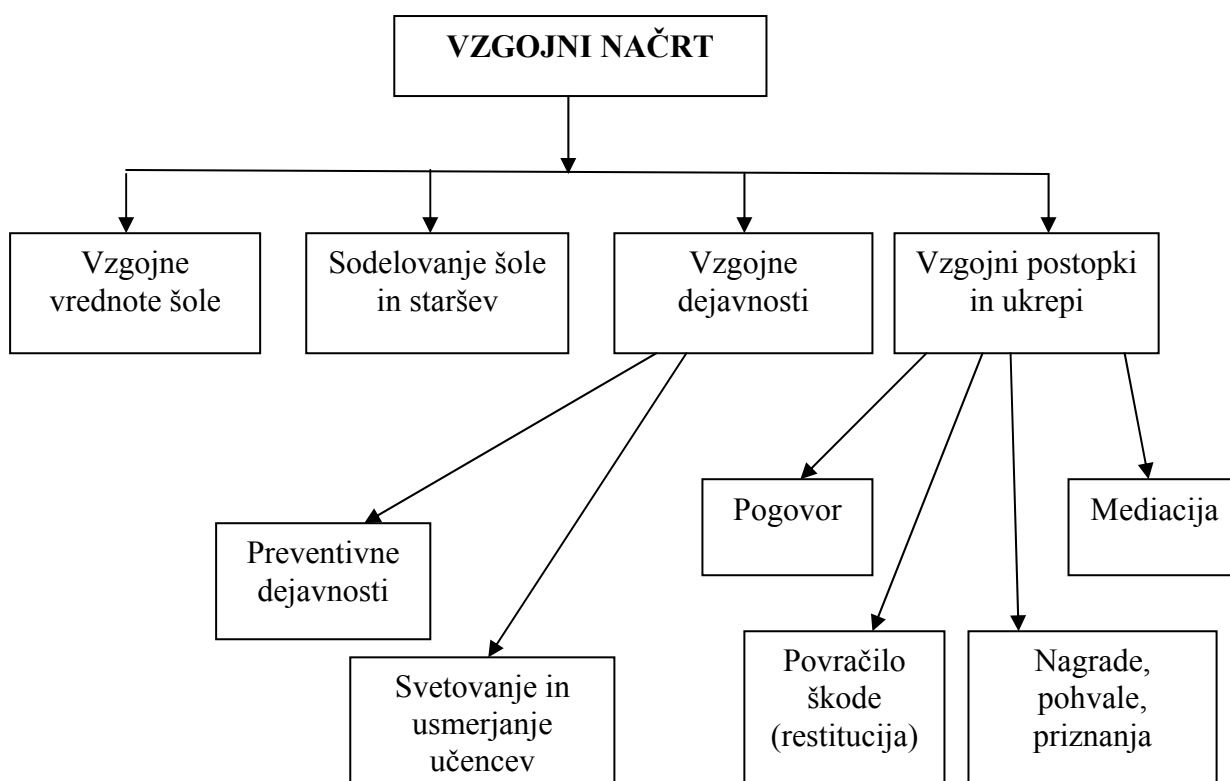 VZGOJNI NAČRT
Vzgojne
vrednote šole
Sodelovanje šole
in staršev
Vzgojne
dejavnosti
Vzgojni postopki
in ukrepi
Preventivne
dejavnosti
Svetovanje in
usmerjanje
učencev
Pogovor
Mediacija
Povračilo
škode
(restitucija)
Nagrade,
pohvale,
priznanja